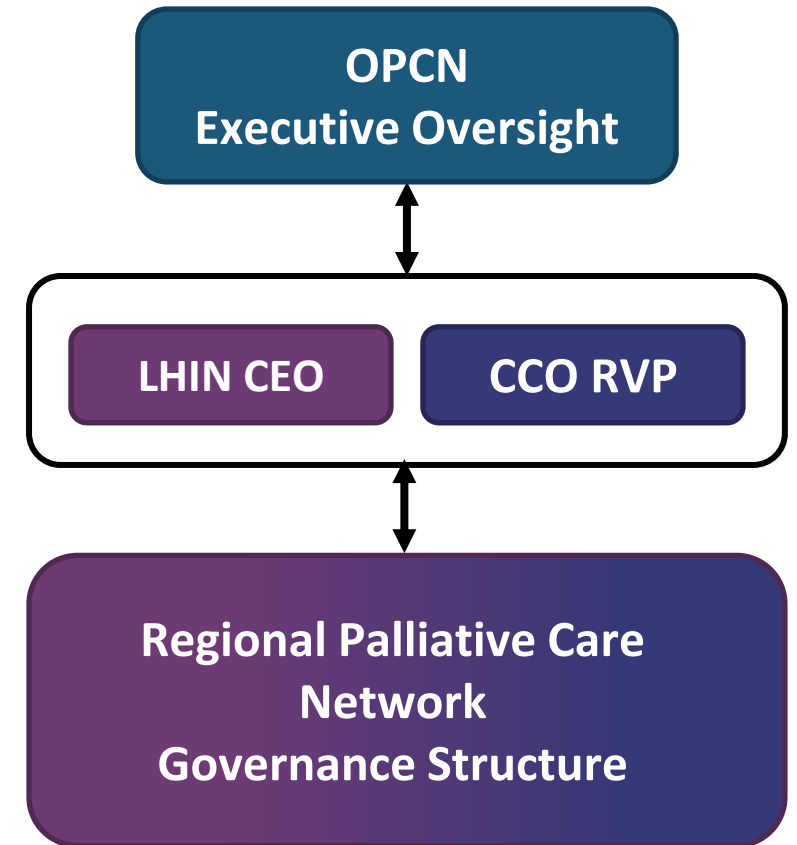 OPCN
Executive Oversight
LHIN CEO
CCO RVP
Regional Palliative Care
Network
Governance Structure